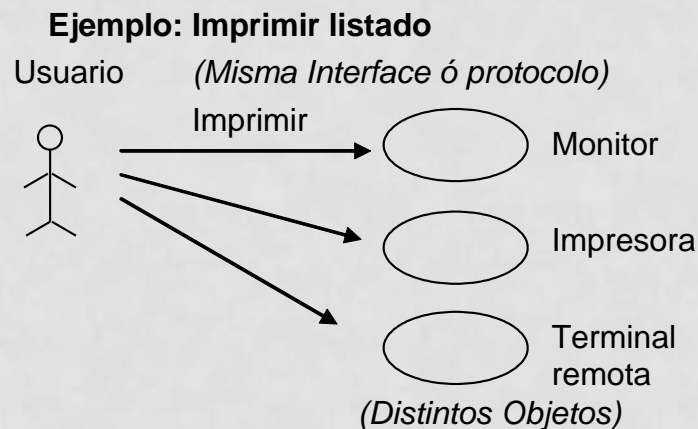 Ejemplo: Imprimir listado
Usuario (Misma Interface ó protocolo)
Imprimir
Monitor
Impresora
Terminal
remota
(Distintos Objetos)